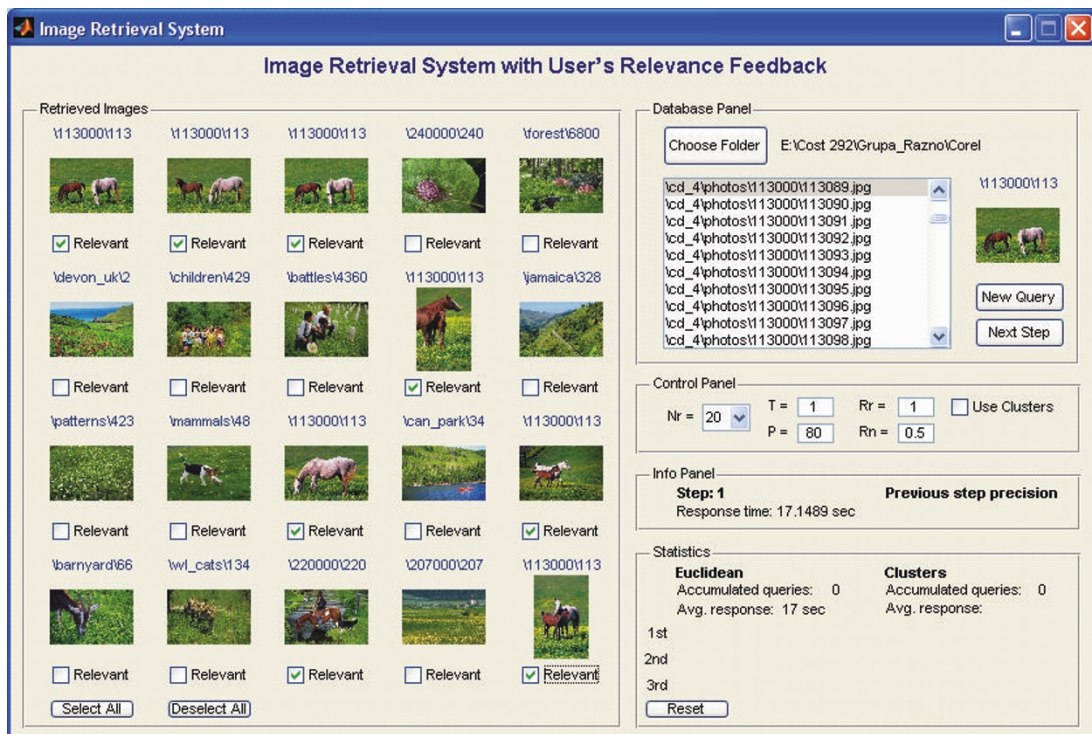 Image Retrieval System
Image Retrieval System with User's Relevance Feedback
Retrieved Images
\113000\113 \113000\113 \113000\113 \240000\240 \forest\6800
Relevant Relevant Relevant Relevant Relevant
\devon_uk\2 \children\429 \battles\4360 \113000\113 \jamaica\328
Relevant Relevant Relevant Relevant Relevant
\patterns\423 \mammals\48 \113000\113 \can_park\34 \113000\113
Relevant Relevant Relevant Relevant Relevant
\barnyard\66 \wl_cats\134 \220000\220 \207000\207 \113000\113
Relevant Relevant Relevant Relevant Relevant
Select All Deselect All
Database Panel
Choose Folder E:\Cost 292\Grupa_Razno\Corel
\cd_4\photos\113000\113089.jpg
\cd_4\photos\113000\113090.jpg
\cd_4\photos\113000\113091.jpg
\cd_4\photos\113000\113092.jpg
\cd_4\photos\113000\113093.jpg
\cd_4\photos\113000\113094.jpg
\cd_4\photos\113000\113095.jpg
\cd_4\photos\113000\113096.jpg
\cd_4\photos\113000\113097.jpg
\cd_4\photos\113000\113098.jpg
\113000\113
New Query
Next Step
Control Panel
Nr = 20 T = 1 Rr = 1 Use Clusters
P = 80 Rn = 0.5
Info Panel
Step: 1 Previous step precision
Response time: 17.1489 sec
Statistics
Euclidean Clusters
Accumulated queries: 0 Accumulated queries: 0
Avg. response: 17 sec Avg. response:
1st
2nd
3rd
Reset